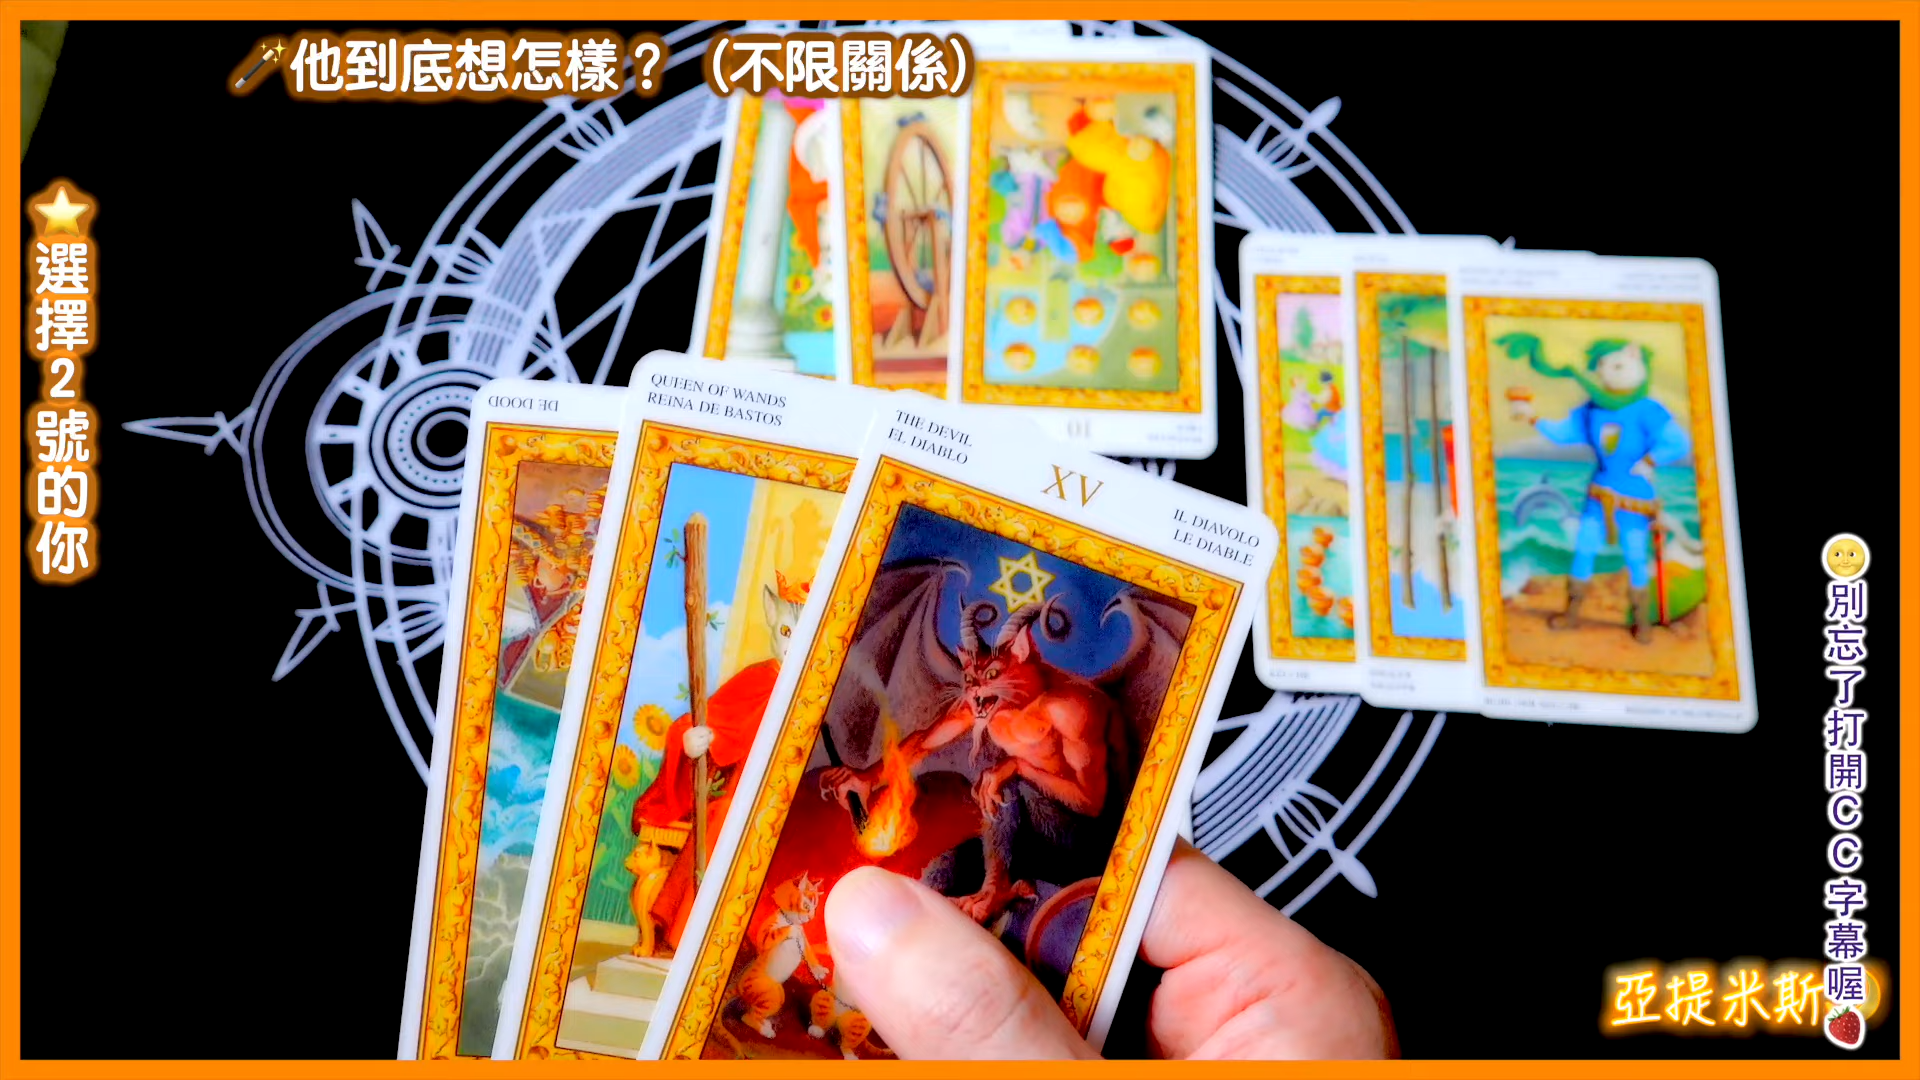 他到底想怎樣？（不限關係）
選擇2號的你
DE DOOD
QUEEN OF WANDS
REINA DE BASTOS
THE DEVIL
EL DIABLO
XV
IL DIAVOLO
LE DIABLE
10
別忘了打開CC字幕喔
亞提米斯